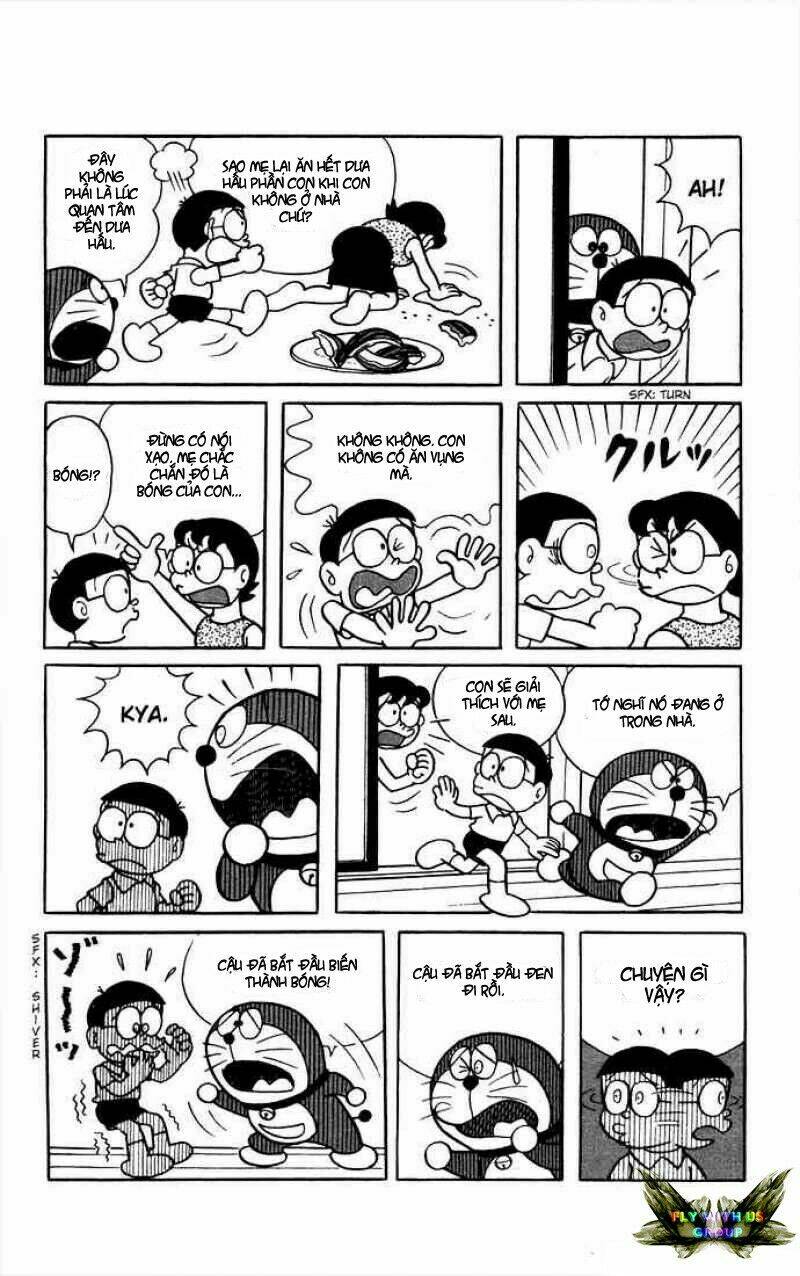 AH!
SAO MẸ LẠI ĂN HẾT DƯA
HẤU PHẦN CON KHI CON
KHÔNG Ở NHÀ
CHỨ?
ĐÂY
KHÔNG
PHẢI LÀ LÚC
QUAN TÂM
ĐẾN DƯA
HẤU.
SFX: TURN
クルッ
KHÔNG KHÔNG. CON
KHÔNG CÓ ĂN VỤNG
MÀ.
ĐỪNG CÓ NÓI
XẠO, MẸ CHẮC
CHẮN ĐÓ LÀ
BÓNG CỦA CON...
BÓNG!?
TỚ NGHĨ NÓ ĐANG Ở
TRONG NHÀ.
CON SẼ GIẢI
THÍCH VỚI MẸ
SAU.
KYA.
CHUYỆN GÌ
VẬY?
CẬU ĐÃ BẮT ĐẦU ĐEN
ĐI RỒI.
CẬU ĐÃ BẮT ĐẦU BIẾN
THÀNH BÓNG!
SFX: SHIVER
FLY WITH US
GROUP